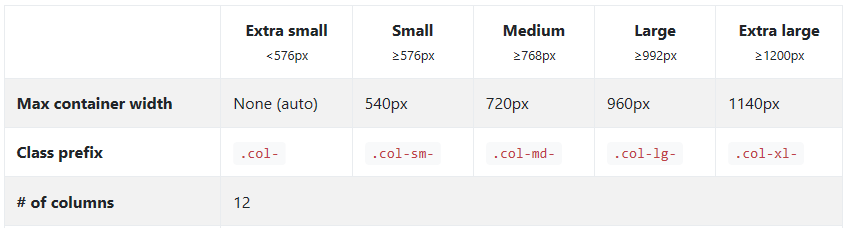 Extra small Small Medium Large Extra large
<576px ≥576px ≥768px ≥992px ≥1200px
Max container width None (auto) 540px 720px 960px 1140px
Class prefix .col- .col-sm- .col-md- .col-lg- .col-xl-
# of columns 12